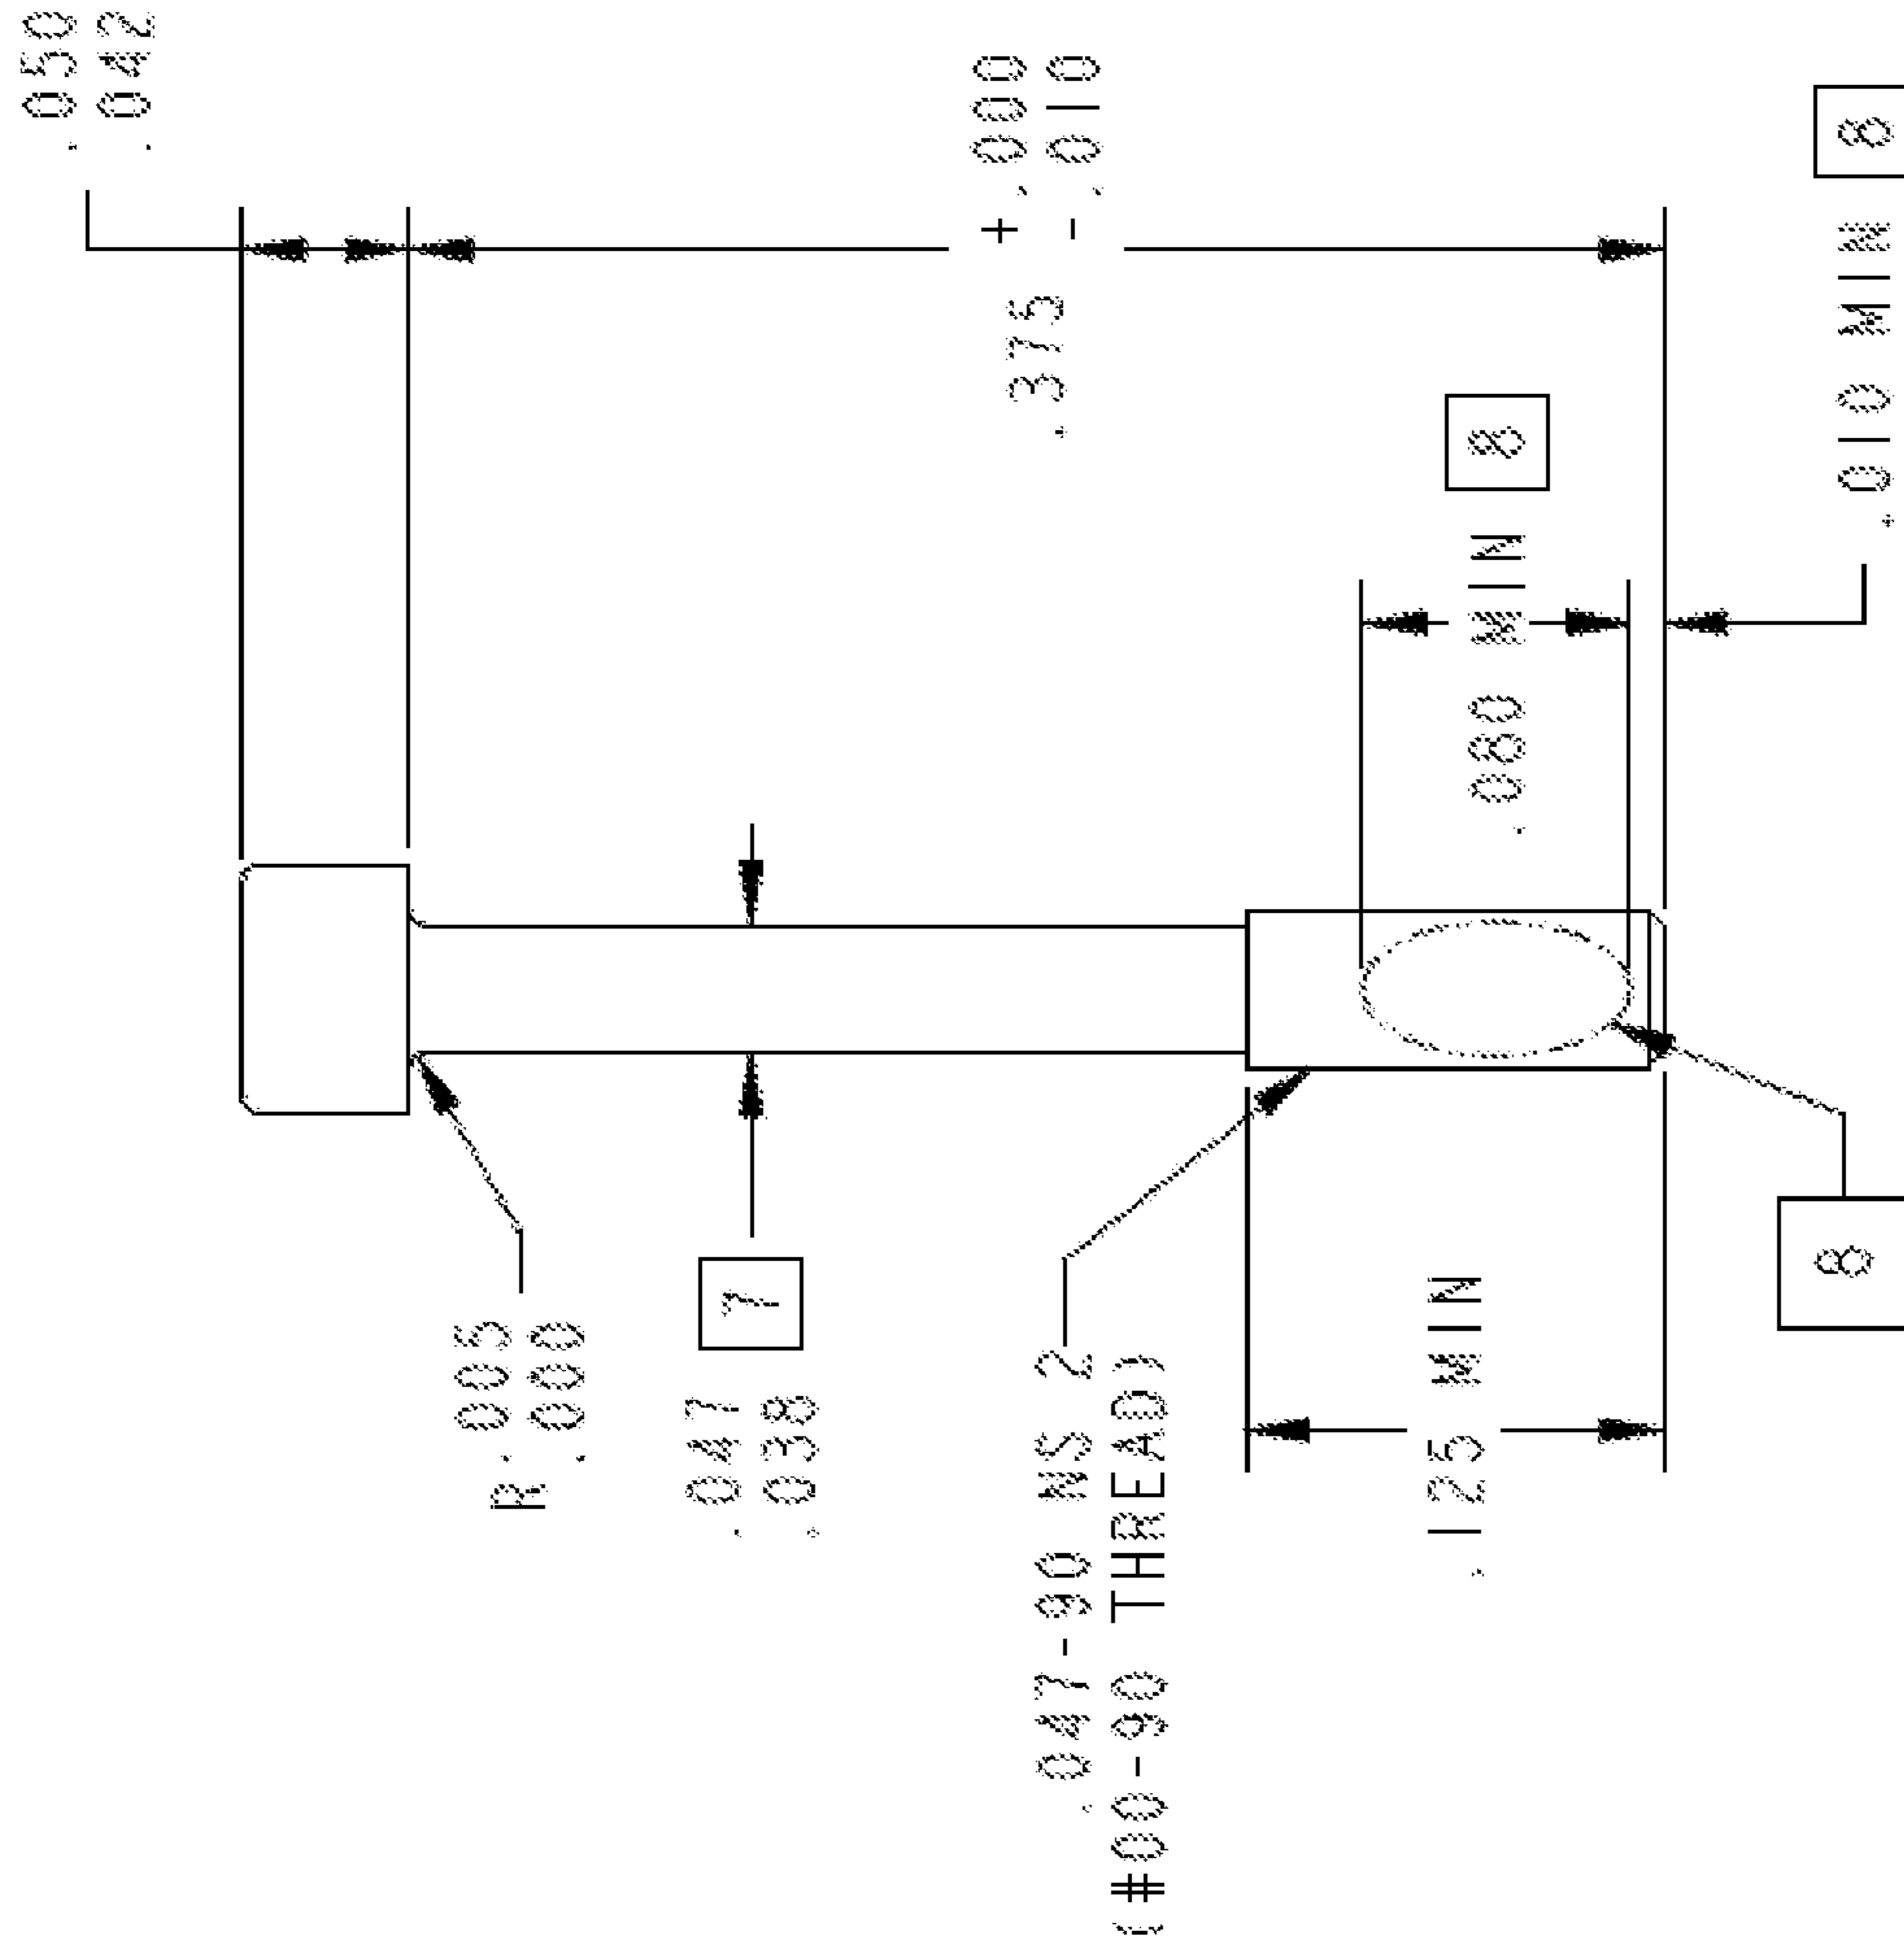 .050
.042
R .005
.000
.047 7
.038
+.000
.375 -.010
.047-90 NS 2
(#00-90 THREAD)
.080 MIN 8
.125 MIN
.010 MIN 8
8